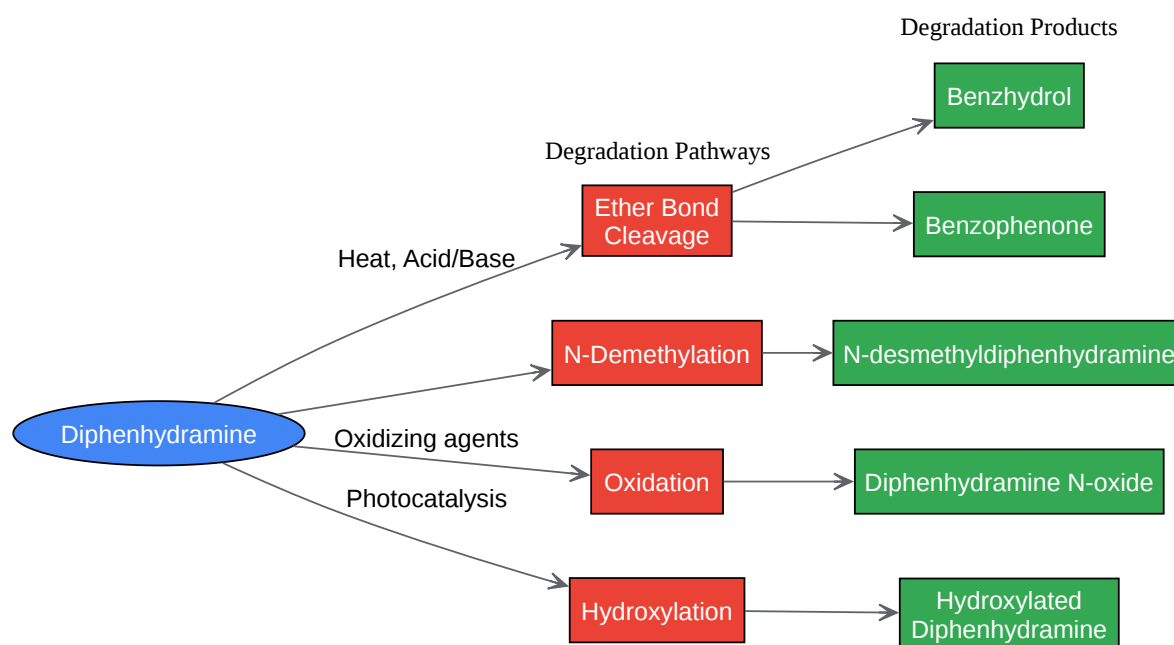 Degradation Products
Benzhydrol
Degradation Pathways
Ether Bond
Cleavage
Benzophenone
Heat, Acid/Base
N-Demethylation
N-desmethyldiphenhydramine
Diphenhydramine
Oxidizing agents
Oxidation
Diphenhydramine N-oxide
Photocatalysis
Hydroxylation
Hydroxylated
Diphenhydramine